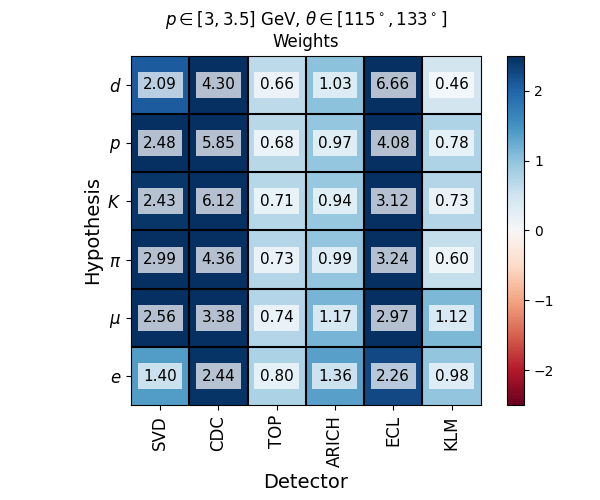 p ∈ [3, 3.5] GeV, θ ∈ [115°, 133°]
Weights
Hypothesis
d 2.09 4.30 0.66 1.03 6.66 0.46
p 2.48 5.85 0.68 0.97 4.08 0.78
K 2.43 6.12 0.71 0.94 3.12 0.73
π 2.99 4.36 0.73 0.99 3.24 0.60
μ 2.56 3.38 0.74 1.17 2.97 1.12
e 1.40 2.44 0.80 1.36 2.26 0.98
SVD CDC TOP ARICH ECL KLM
Detector
2
1
0
−1
−2